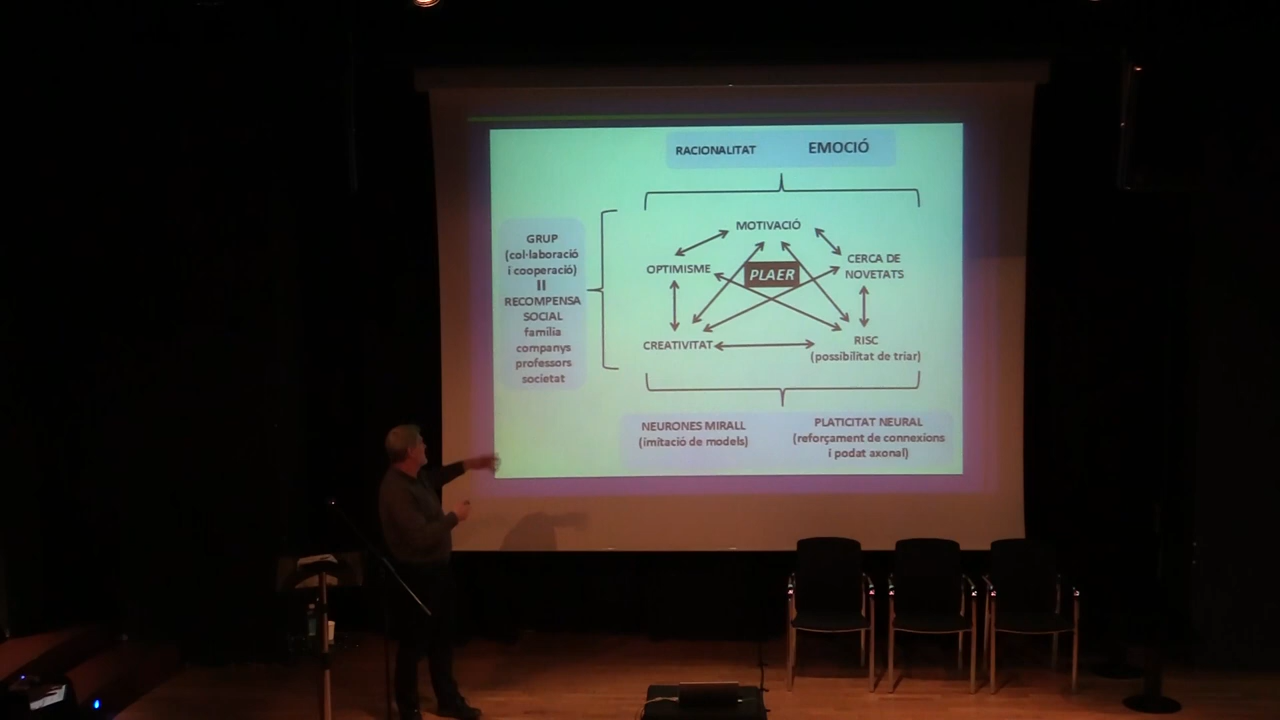 RACIONALITAT EMOCIÓ
GRUP
(col·laboració
i cooperació)
II
RECOMPENSA
SOCIAL
família
companys
professors
societat
MOTIVACIÓ
OPTIMISME
PLAER
CERCA DE
NOVETATS
CREATIVITAT
RISC
(possibilitat de triar)
NEURONES MIRALL
(imitació de models)
PLATICITAT NEURAL
(reforçament de connexions
i podat axonal)